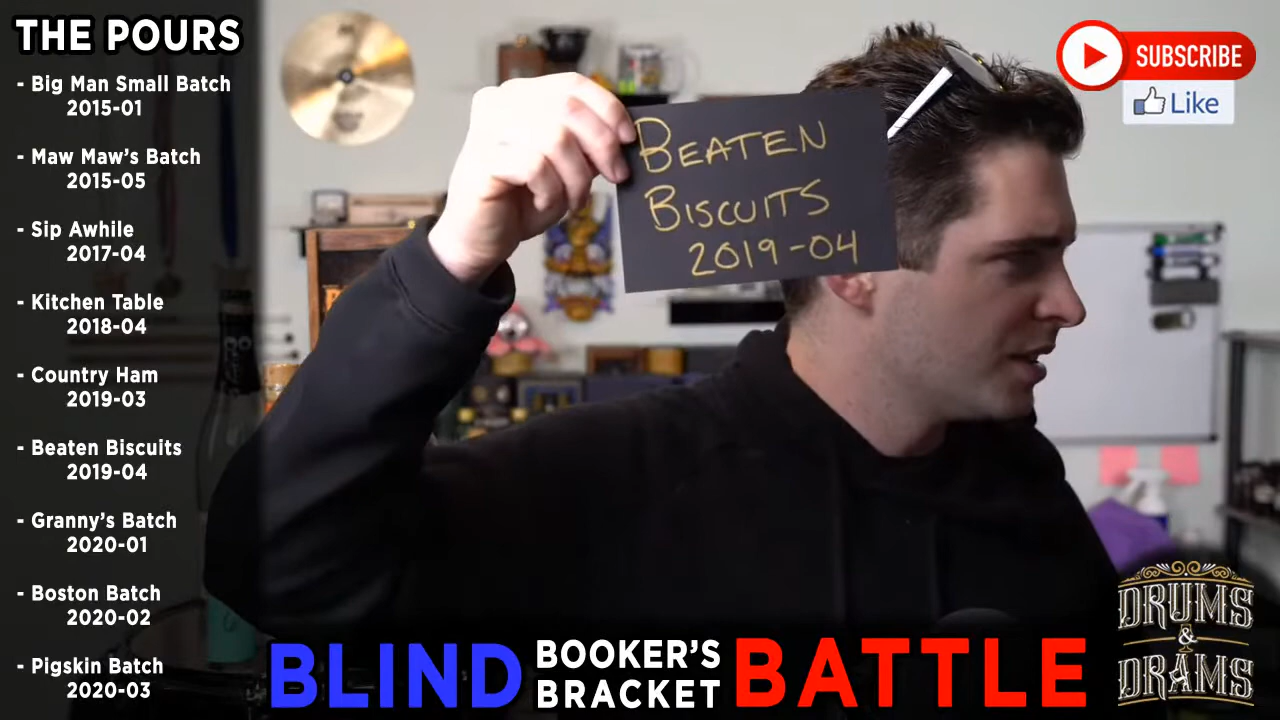 THE POURS
- Big Man Small Batch
2015-01
- Maw Maw's Batch
2015-05
- Sip Awhile
2017-04
- Kitchen Table
2018-04
- Country Ham
2019-03
- Beaten Biscuits
2019-04
- Granny's Batch
2020-01
- Boston Batch
2020-02
- Pigskin Batch
2020-03
BEATEN
BISCUITS
2019-04
SUBSCRIBE
Like
BLIND BOOKER'S BRACKET BATTLE
DRUMS
&
DRAMS